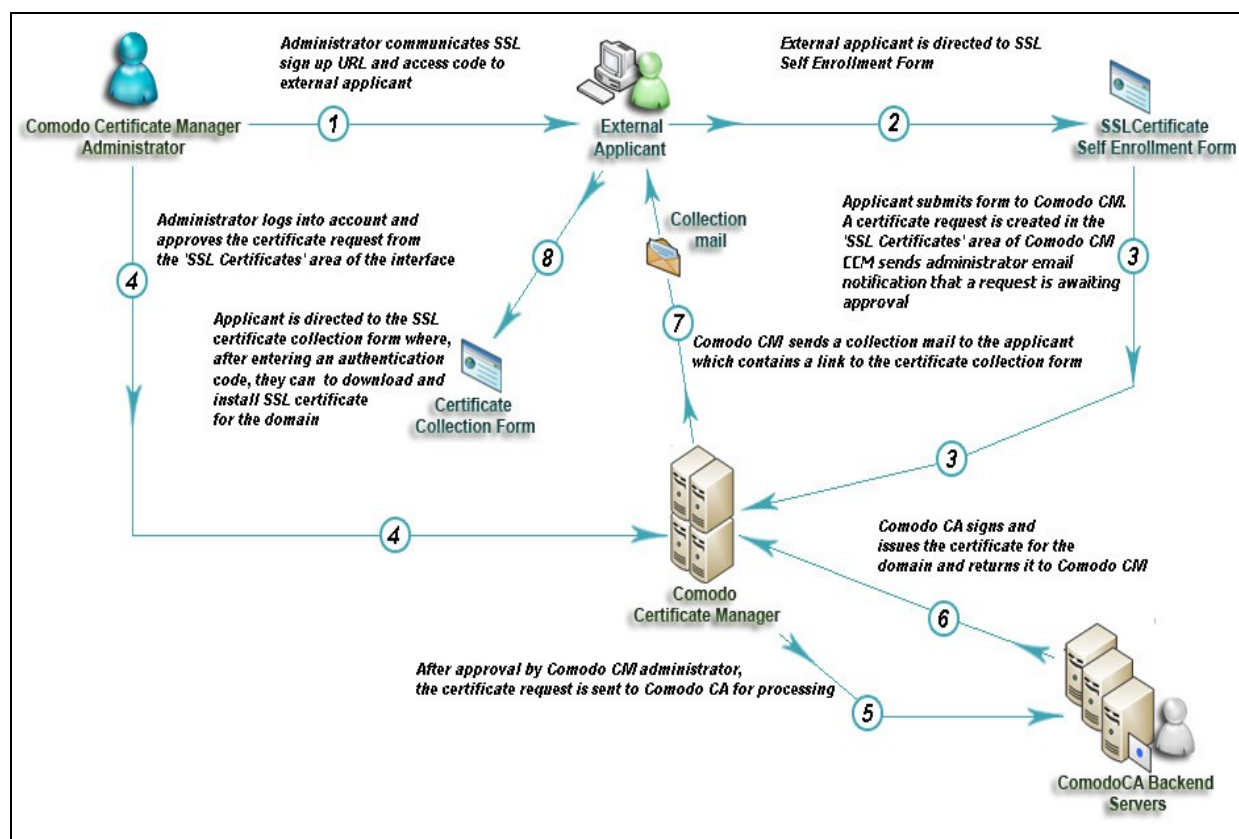 Administrator communicates SSL
sign up URL and access code to
external applicant
External applicant is directed to SSL
Self Enrollment Form
Comodo Certificate Manager
Administrator
1
External
Applicant
2
SSLCertificate
Self Enrollment Form
Administrator logs into account and
approves the certificate request from
the 'SSL Certificates' area of the interface
4
8
Collection
mail
Applicant submits form to Comodo CM.
A certificate request is created in the
'SSL Certificates' area of Comodo CM
CCM sends administrator email
notification that a request is awaiting
approval
3
Applicant is directed to the SSL
certificate collection form where,
after entering an authentication
code, they can  to download and
install SSL certificate
for the domain
Certificate
Collection Form
7
Comodo CM sends a collection mail to the applicant
which contains a link to the certificate collection form
3
4
Comodo
Certificate Manager
Comodo CA signs and
issues the certificate for the
domain and returns it to Comodo CM
6
After approval by Comodo CM administrator,
the certificate request is sent to Comodo CA for processing
5
ComodoCA Backend
Servers